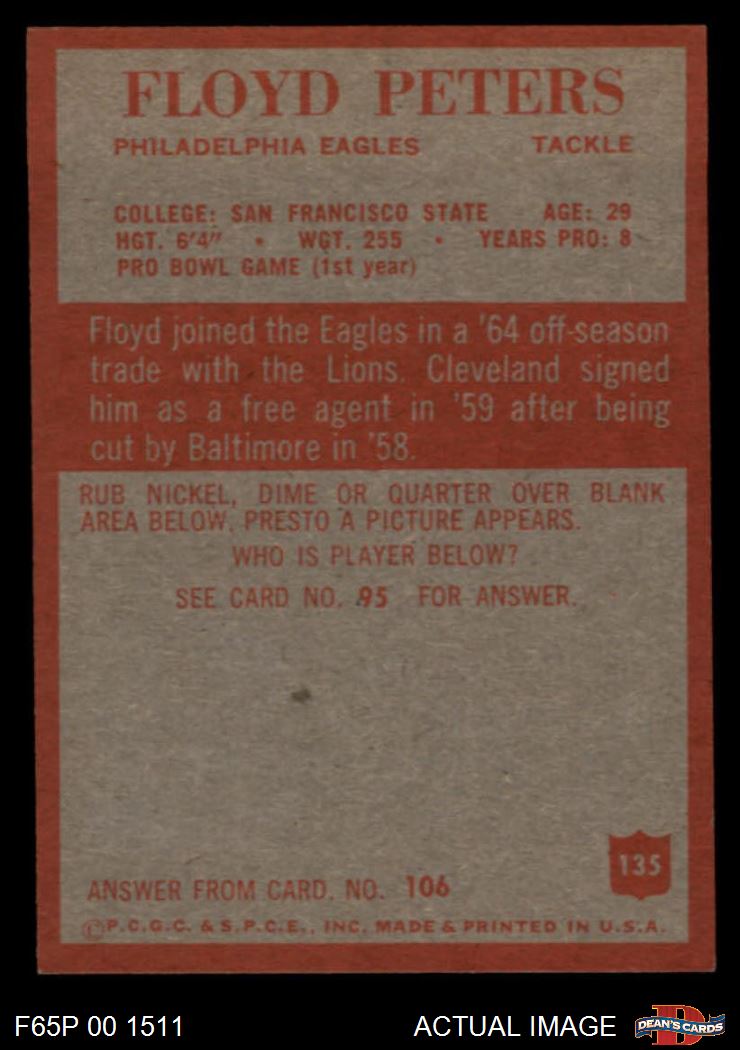 FLOYD PETERS
PHILADELPHIA EAGLES TACKLE
COLLEGE: SAN FRANCISCO STATE AGE: 29
HGT. 6'4" • WGT. 255 • YEARS PRO: 8
PRO BOWL GAME (1st year)
Floyd joined the Eagles in a '64 off-season
trade with the Lions. Cleveland signed
him as a free agent in '59 after being
cut by Baltimore in '58.
RUB NICKEL, DIME OR QUARTER OVER BLANK
AREA BELOW. PRESTO A PICTURE APPEARS.
WHO IS PLAYER BELOW?
SEE CARD NO. 95 FOR ANSWER.
135
ANSWER FROM CARD. NO. 106
©P.C.G.C. & S.P.C.E., INC. MADE & PRINTED IN U.S.A.
F65P 00 1511 ACTUAL IMAGE D DEAN'S CARDS